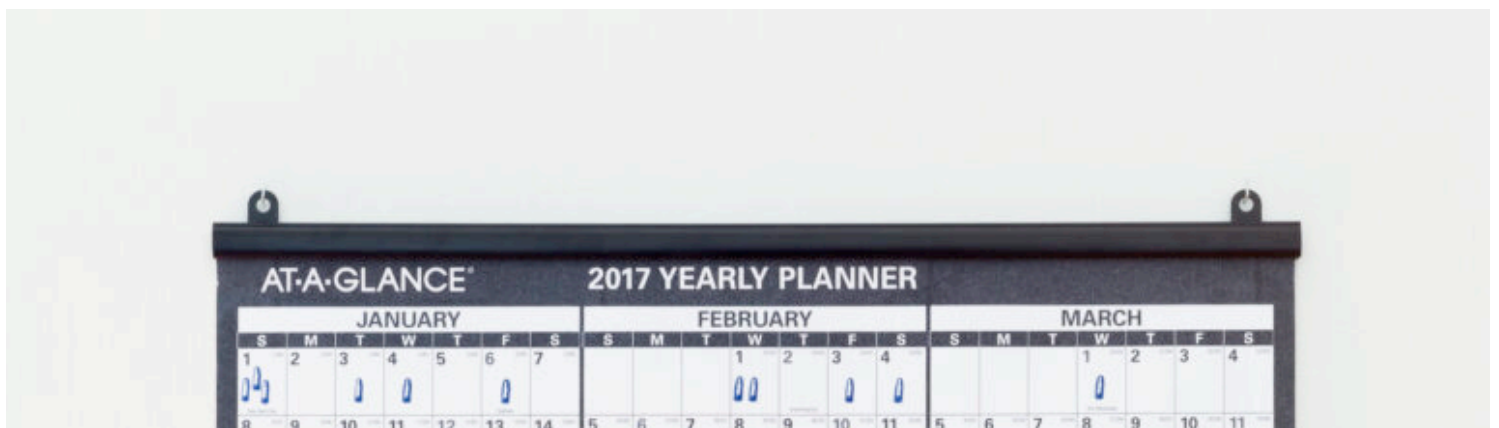 AT-A-GLANCE® 2017 YEARLY PLANNER
JANUARY FEBRUARY MARCH
S M T W T F S S M T W T F S S M T W T F S
1 2 3 4 5 6 7 1 2 3 4 1 2 3 4
8 9 10 11 12 13 14 5 6 7 8 9 10 11 5 6 7 8 9 10 11